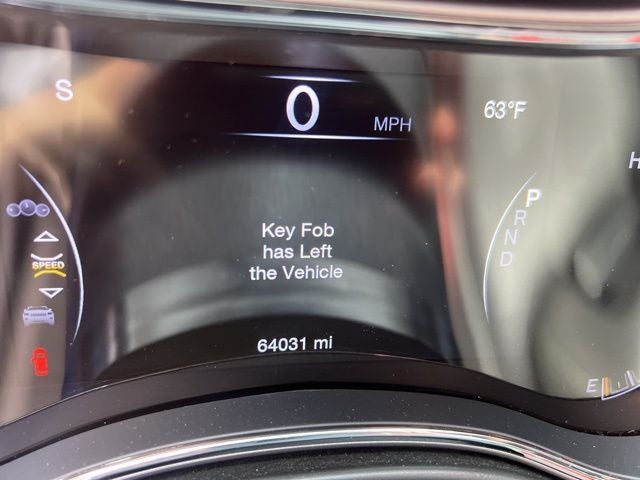 S
0
MPH
63°F
H
P
R
N
D
SPEED
Key Fob
has Left
the Vehicle
64031 mi
E